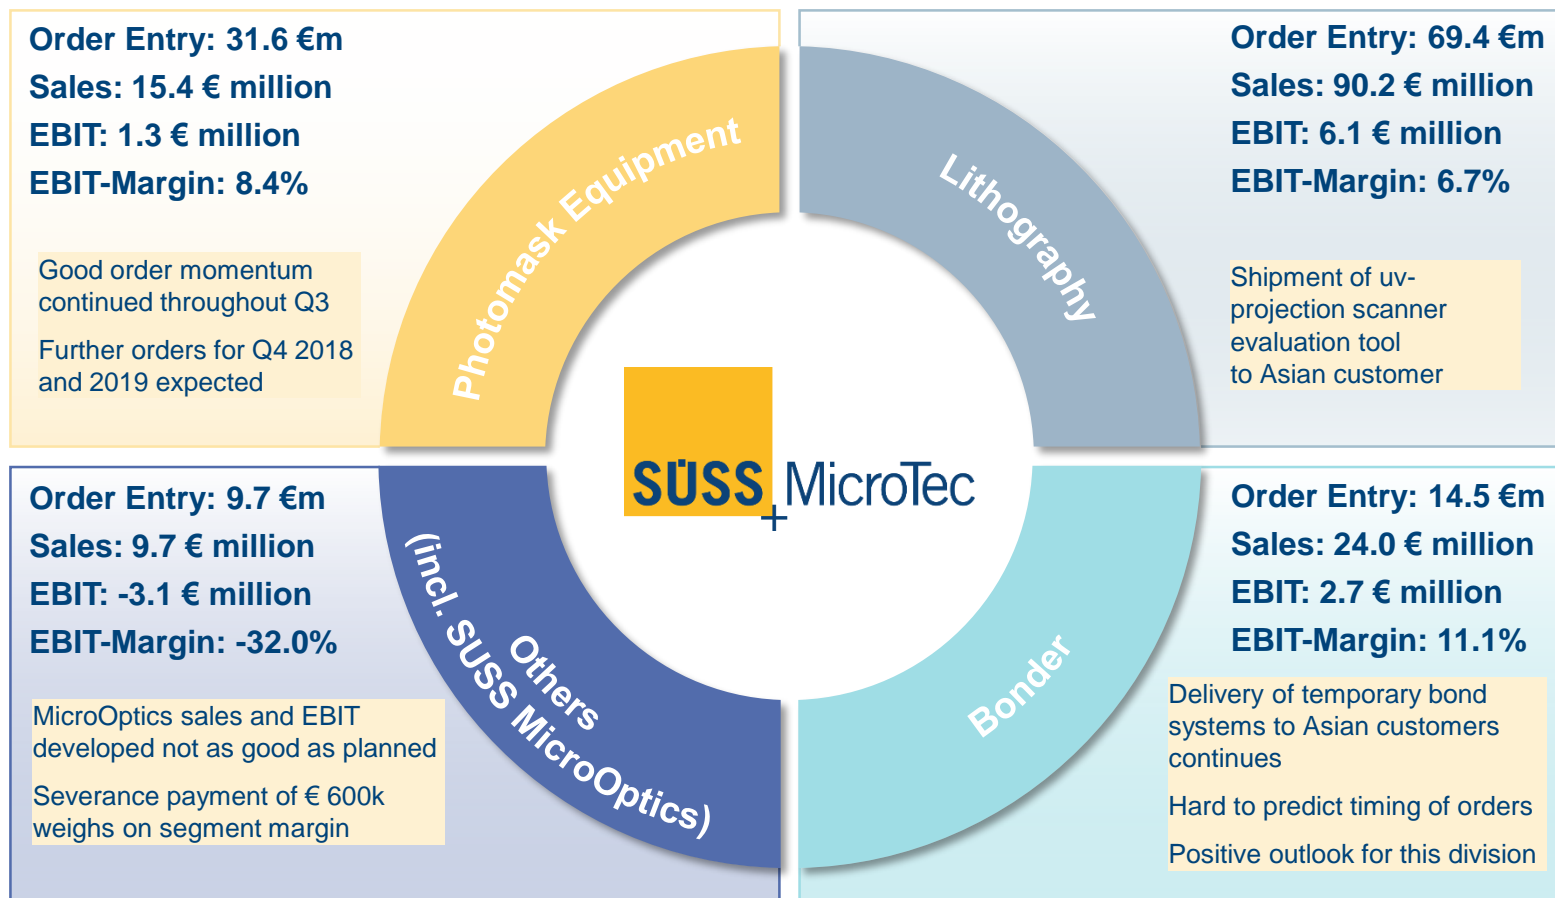 Order Entry: 31.6 €m
Sales: 15.4 € million
EBIT: 1.3 € million
EBIT-Margin: 8.4%
Good order momentum
continued throughout Q3
Further orders for Q4 2018
and 2019 expected
Photomask Equipment
Lithography
Order Entry: 69.4 €m
Sales: 90.2 € million
EBIT: 6.1 € million
EBIT-Margin: 6.7%
Shipment of uv-
projection scanner
evaluation tool
to Asian customer
SÜSS MicroTec
+
Order Entry: 9.7 €m
Sales: 9.7 € million
EBIT: -3.1 € million
EBIT-Margin: -32.0%
MicroOptics sales and EBIT
developed not as good as planned
Severance payment of € 600k
weighs on segment margin
Others
(incl. SUSS MicroOptics)
Bonder
Order Entry: 14.5 €m
Sales: 24.0 € million
EBIT: 2.7 € million
EBIT-Margin: 11.1%
Delivery of temporary bond
systems to Asian customers
continues
Hard to predict timing of orders
Positive outlook for this division